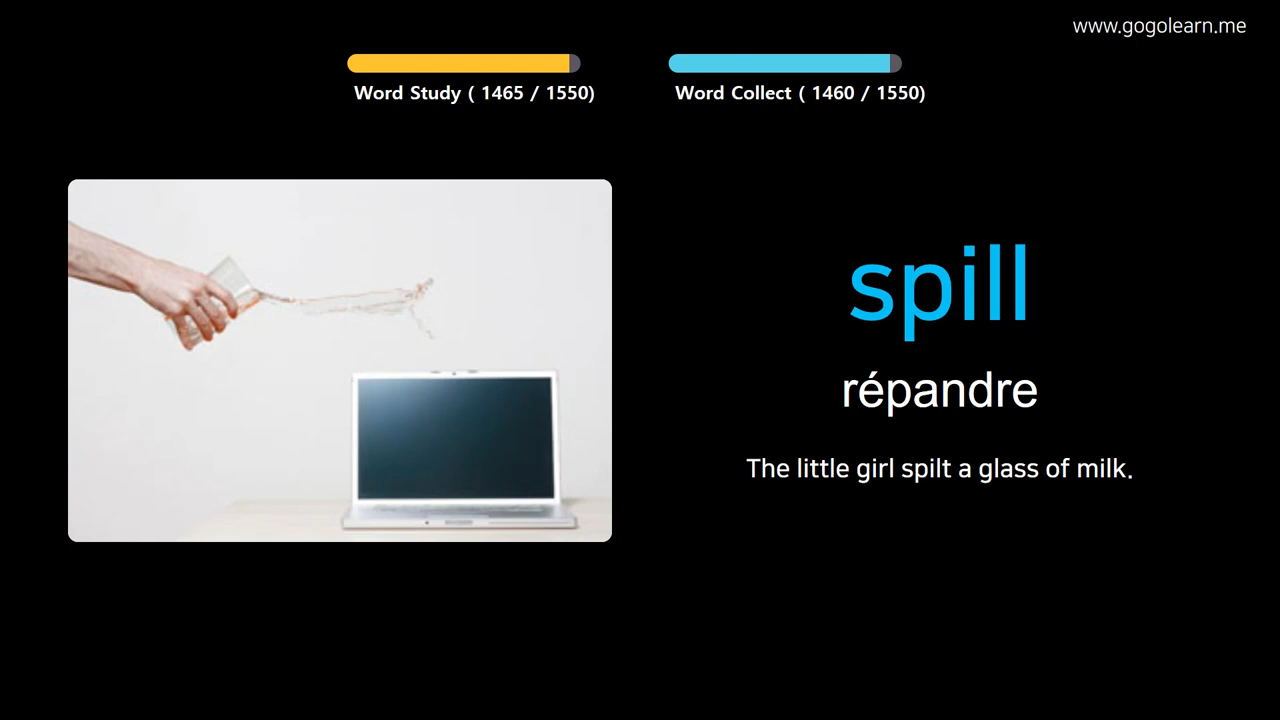 www.gogolearn.me
Word Study ( 1465 / 1550)
Word Collect ( 1460 / 1550)
spill
répandre
The little girl spilt a glass of milk.